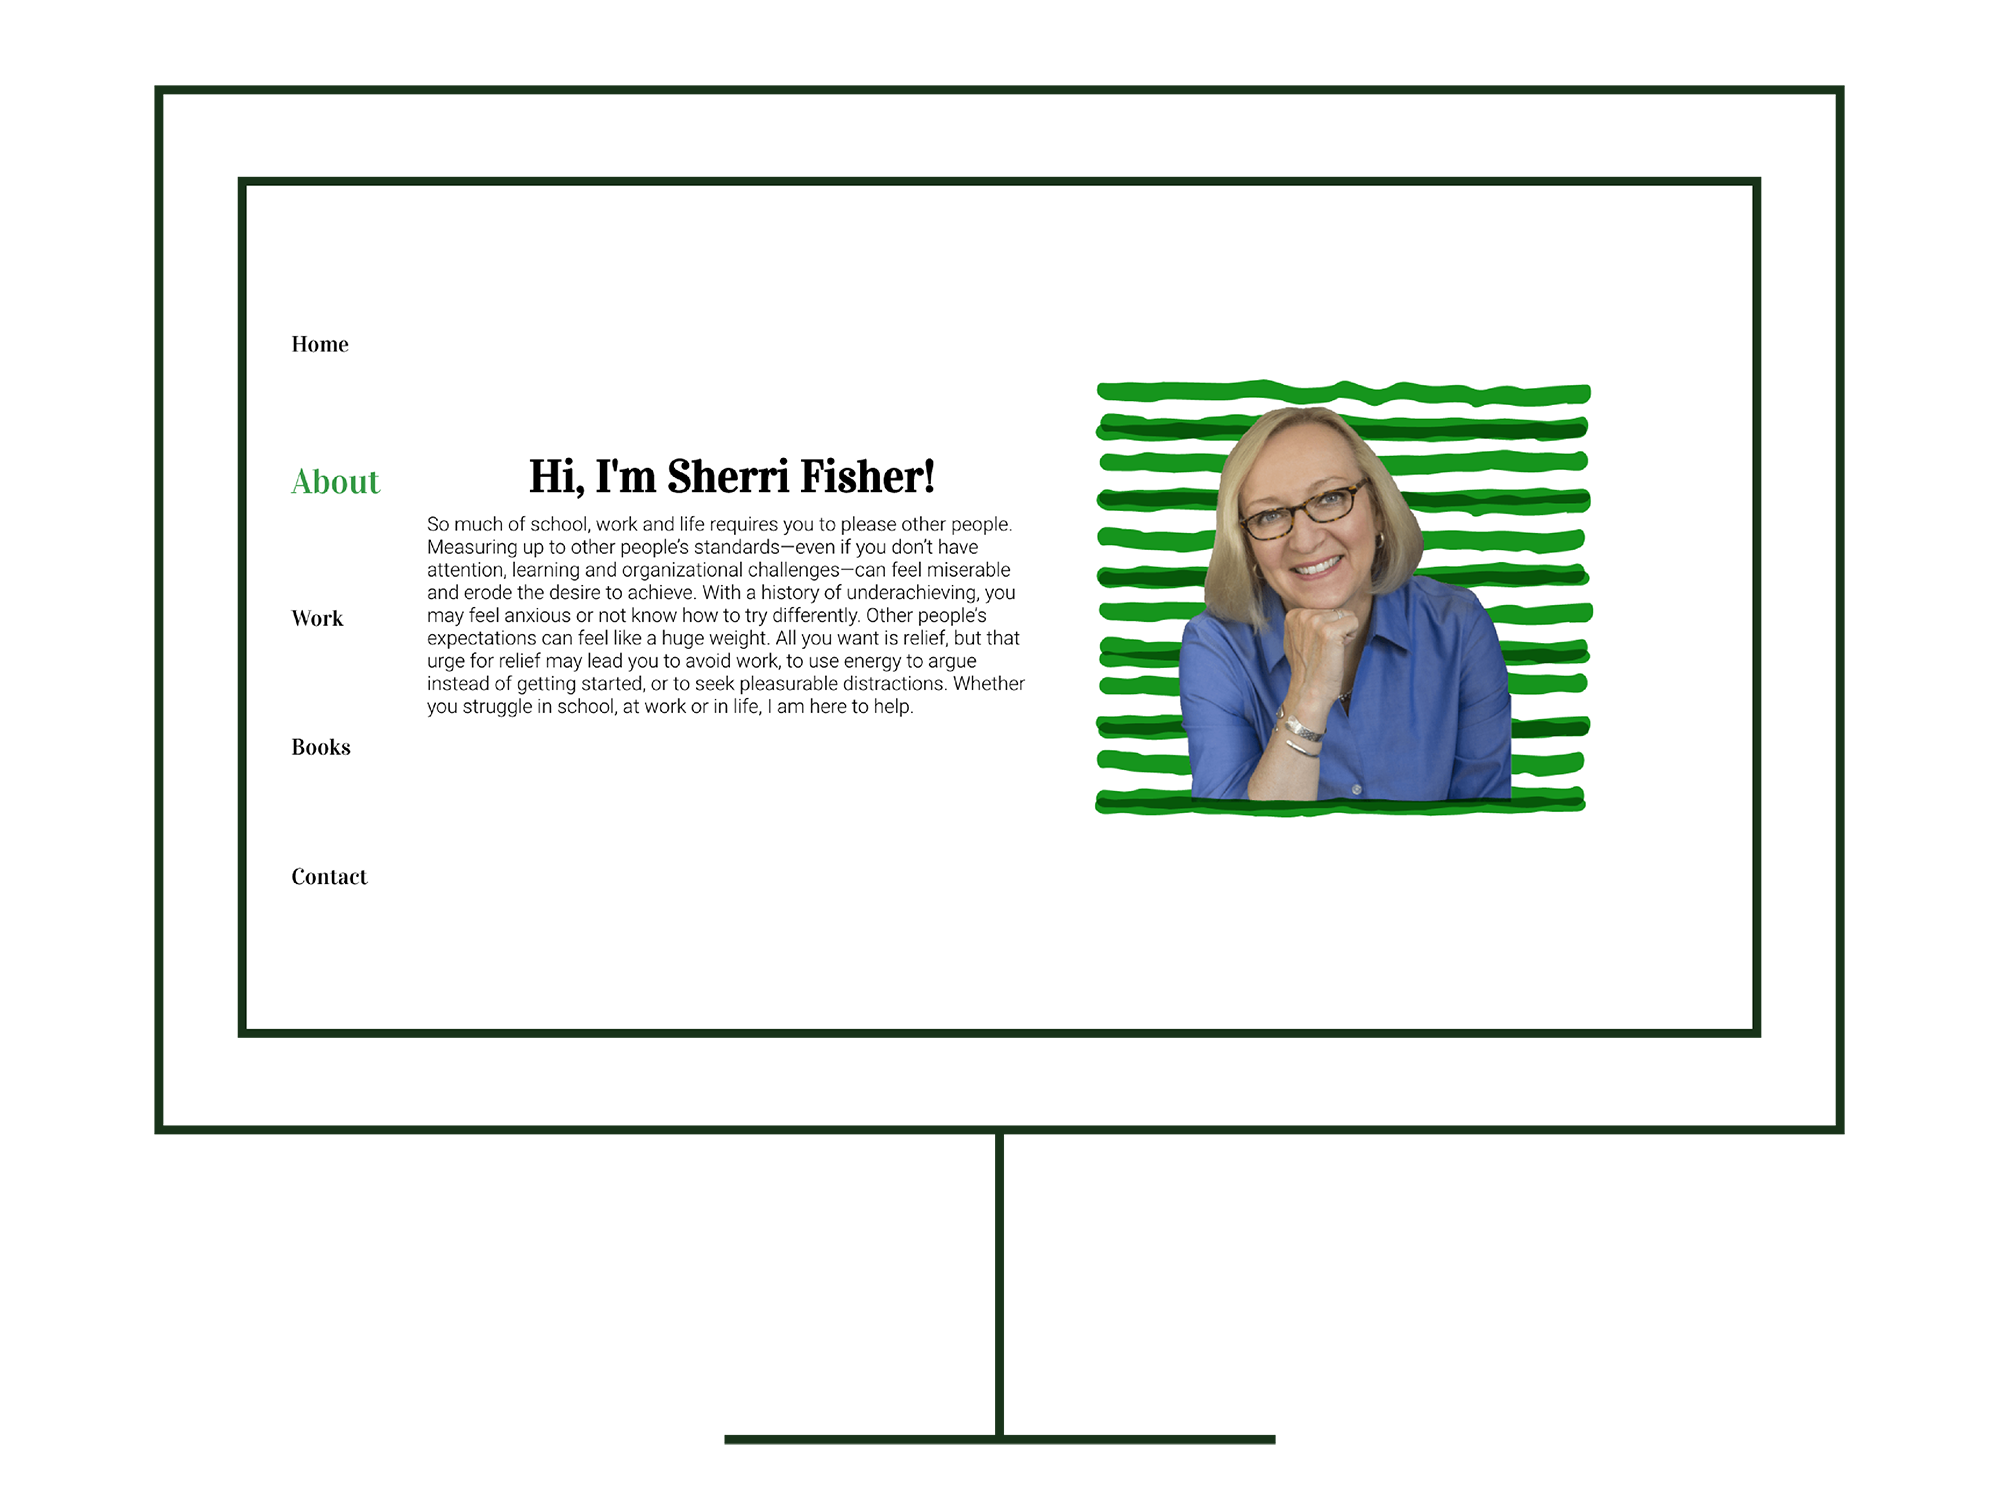 Home
About
Work
Books
Contact
Hi, I'm Sherri Fisher!
So much of school, work and life requires you to please other people.
Measuring up to other people's standards—even if you don't have
attention, learning and organizational challenges—can feel miserable
and erode the desire to achieve. With a history of underachieving, you
may feel anxious or not know how to try differently. Other people's
expectations can feel like a huge weight. All you want is relief, but that
urge for relief may lead you to avoid work, to use energy to argue
instead of getting started, or to seek pleasurable distractions. Whether
you struggle in school, at work or in life, I am here to help.